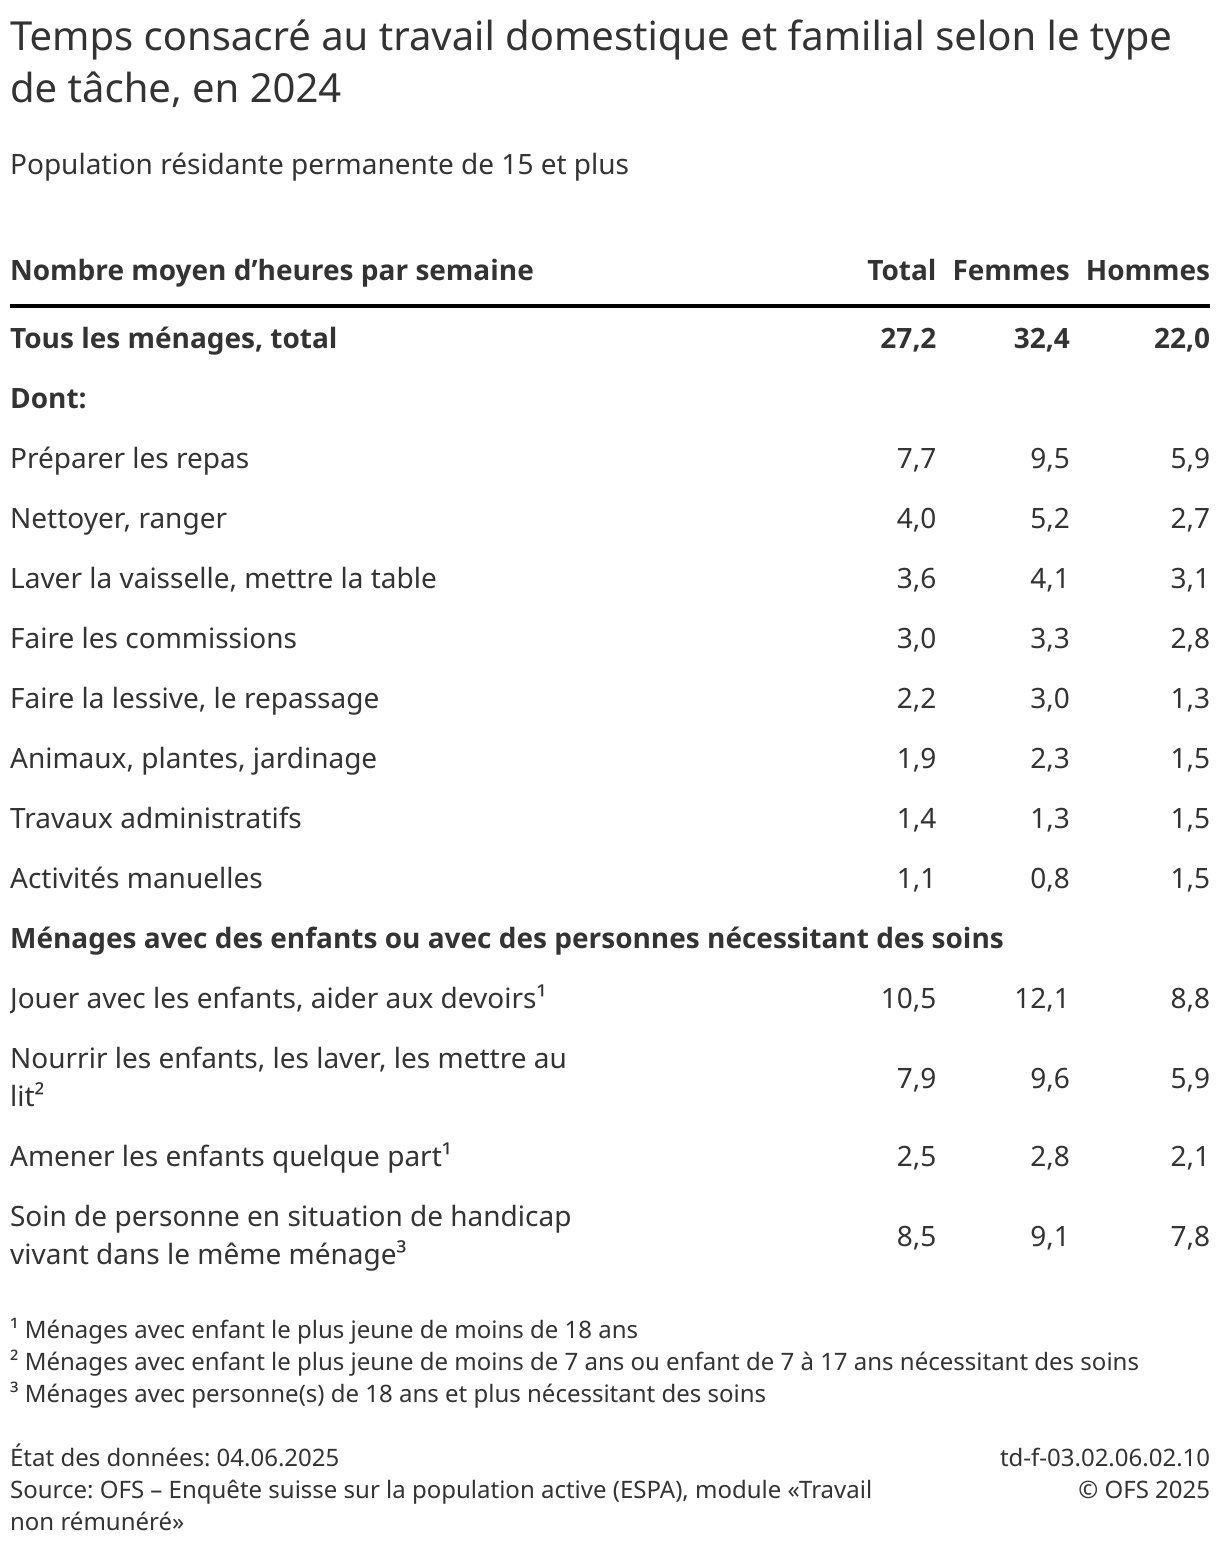 Temps consacré au travail domestique et familial selon le type
de tâche, en 2024
Population résidante permanente de 15 et plus
Nombre moyen d’heures par semaine Total Femmes Hommes
Tous les ménages, total 27,2 32,4 22,0
Dont:
Préparer les repas 7,7 9,5 5,9
Nettoyer, ranger 4,0 5,2 2,7
Laver la vaisselle, mettre la table 3,6 4,1 3,1
Faire les commissions 3,0 3,3 2,8
Faire la lessive, le repassage 2,2 3,0 1,3
Animaux, plantes, jardinage 1,9 2,3 1,5
Travaux administratifs 1,4 1,3 1,5
Activités manuelles 1,1 0,8 1,5
Ménages avec des enfants ou avec des personnes nécessitant des soins
Jouer avec les enfants, aider aux devoirs¹ 10,5 12,1 8,8
Nourrir les enfants, les laver, les mettre au
lit² 7,9 9,6 5,9
Amener les enfants quelque part¹ 2,5 2,8 2,1
Soin de personne en situation de handicap
vivant dans le même ménage³ 8,5 9,1 7,8
¹ Ménages avec enfant le plus jeune de moins de 18 ans
² Ménages avec enfant le plus jeune de moins de 7 ans ou enfant de 7 à 17 ans nécessitant des soins
³ Ménages avec personne(s) de 18 ans et plus nécessitant des soins
État des données: 04.06.2025 td-f-03.02.06.02.10
Source: OFS – Enquête suisse sur la population active (ESPA), module «Travail © OFS 2025
non rémunéré»